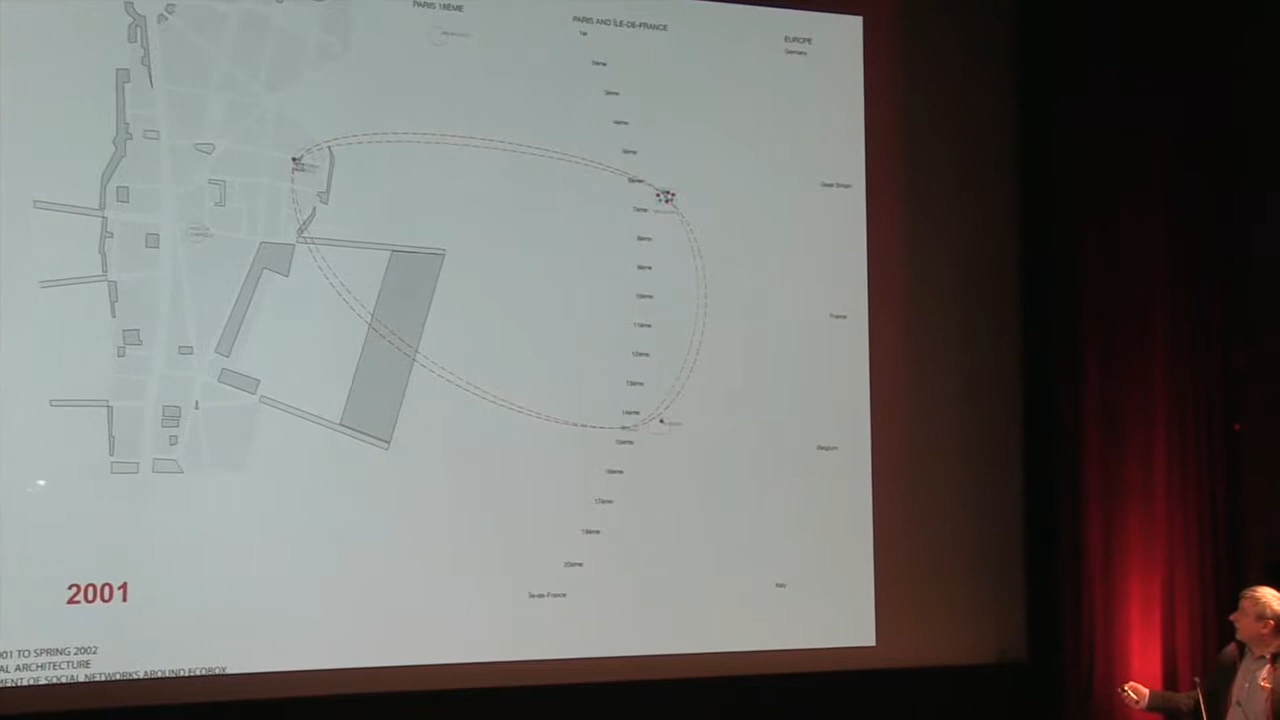 PARIS 18ÈME
PARIS AND ÎLE-DE-FRANCE
EUROPE
1er
Germany
2ème
3ème
4ème
5ème
6ème
Great Britain
7ème
8ème
9ème
10ème
France
11ème
12ème
13ème
14ème
15ème
Belgium
16ème
17ème
19ème
20ème
Italy
Île-de-France
2001
001 TO SPRING 2002
AL ARCHITECTURE
MENT OF SOCIAL NETWORKS AROUND ECOBOX